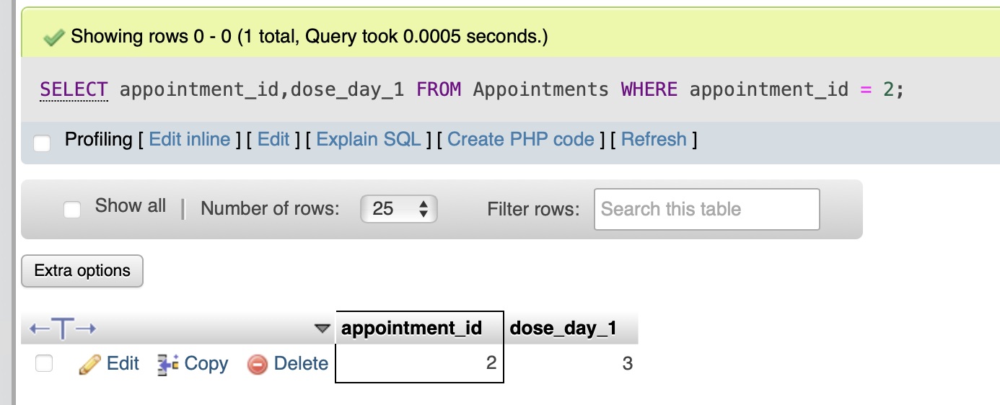 Showing rows 0 - 0 (1 total, Query took 0.0005 seconds.)
SELECT appointment_id,dose_day_1 FROM Appointments WHERE appointment_id = 2;
Profiling [ Edit inline ] [ Edit ] [ Explain SQL ] [ Create PHP code ] [ Refresh ]
Show all | Number of rows: 25 Filter rows: Search this table
Extra options
←T→ appointment_id dose_day_1
Edit Copy Delete 2 3